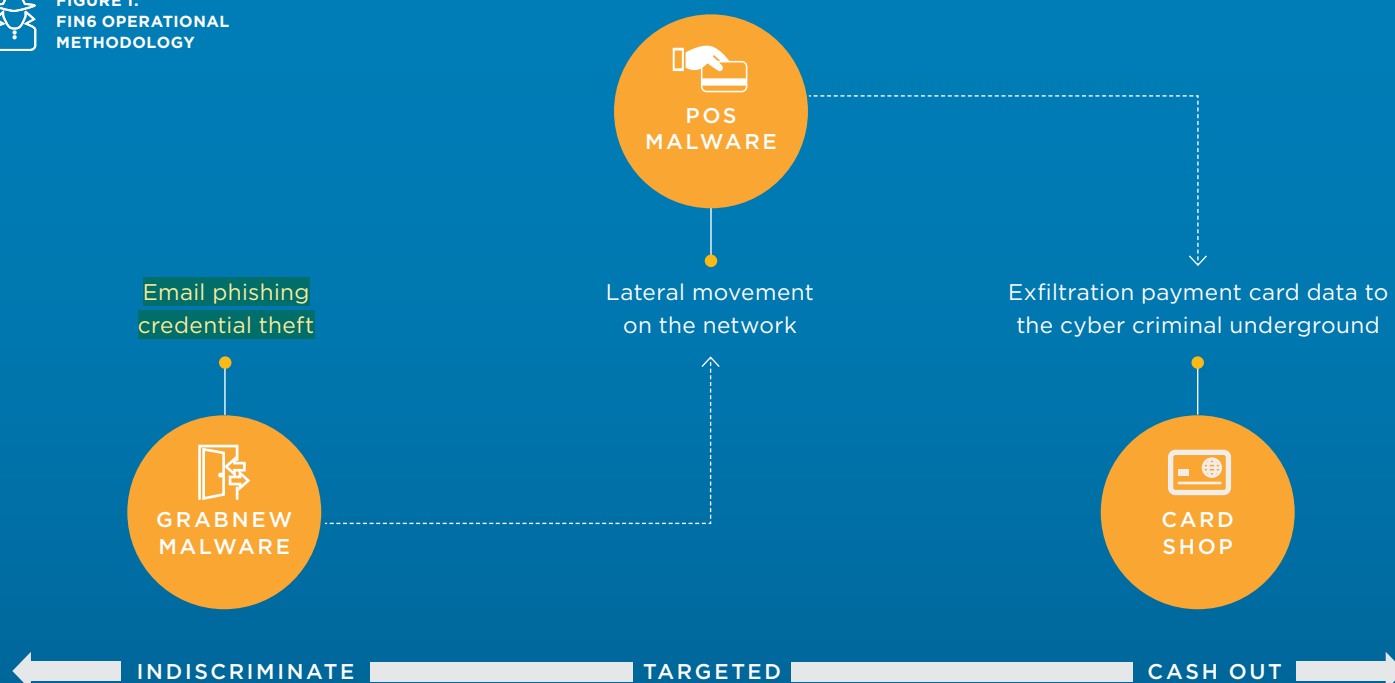 FIGURE 1.
FIN6 OPERATIONAL
METHODOLOGY
POS
MALWARE
Email phishing
credential theft
Lateral movement
on the network
Exfiltration payment card data to
the cyber criminal underground
GRABNEW
MALWARE
CARD
SHOP
INDISCRIMINATE
TARGETED
CASH OUT